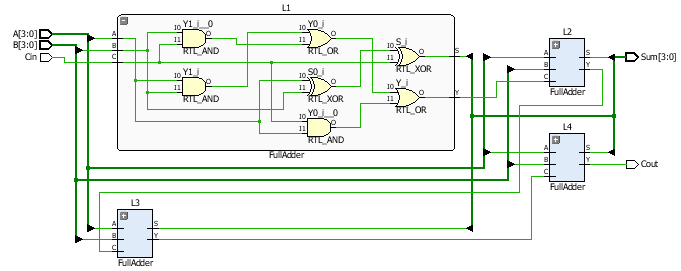 L1
A[3:0]
B[3:0]
Cin
A
B
C
Y1_i__0
I0
I1
O
RTL_AND
Y0_i
I0
I1
O
RTL_OR
S_i
I0
I1
O
RTL_XOR
S
Y1_i
I0
I1
O
RTL_AND
S0_i
I0
I1
O
RTL_XOR
Y_i
I0
I1
O
RTL_OR
Y
Y0_i__0
I0
I1
O
RTL_AND
FullAdder
L2
A
B
C
S
Y
FullAdder
Sum[3:0]
L4
A
B
C
S
Y
FullAdder
Cout
L3
A
B
C
S
Y
FullAdder